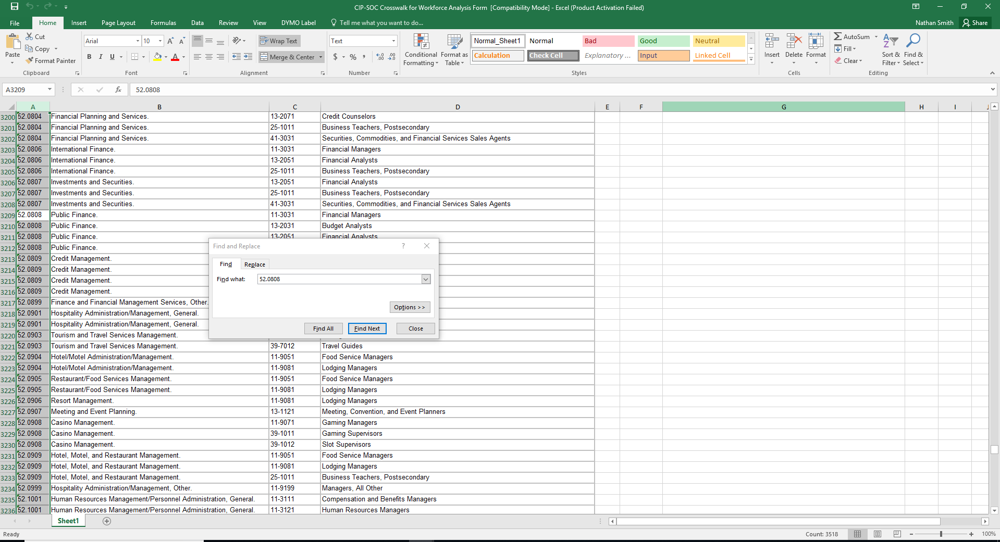 CIP-SOC Crosswalk for Workforce Analysis Form [Compatibility Mode] - Excel (Product Activation Failed)
File Home Insert Page Layout Formulas Data Review View DYMO Label Tell me what you want to do... Nathan Smith Share
Paste Cut Copy Format Painter Clipboard
Arial 10 A A B I U A Font
Wrap Text Merge & Center Alignment
Text $ % , Number
Conditional Formatting Format as Table
Normal_Sheet1 Normal Bad Good Neutral
Calculation Check Cell Explanatory ... Input Linked Cell
Styles
Insert Delete Format Cells
AutoSum Fill Clear Sort & Filter Find & Select Editing
A3209 fx 52.0808
A B C D E F G H I J
3200 52.0804 Financial Planning and Services. 13-2071 Credit Counselors
3201 52.0804 Financial Planning and Services. 25-1011 Business Teachers, Postsecondary
3202 52.0804 Financial Planning and Services. 41-3031 Securities, Commodities, and Financial Services Sales Agents
3203 52.0806 International Finance. 11-3031 Financial Managers
3204 52.0806 International Finance. 13-2051 Financial Analysts
3205 52.0806 International Finance. 25-1011 Business Teachers, Postsecondary
3206 52.0807 Investments and Securities. 13-2051 Financial Analysts
3207 52.0807 Investments and Securities. 25-1011 Business Teachers, Postsecondary
3208 52.0807 Investments and Securities. 41-3031 Securities, Commodities, and Financial Services Sales Agents
3209 52.0808 Public Finance. 11-3031 Financial Managers
3210 52.0808 Public Finance. 13-2031 Budget Analysts
3211 52.0808 Public Finance. 13-2051 Financial Analysts
3212 52.0808 Public Finance.
3213 52.0809 Credit Management.
3214 52.0809 Credit Management.
3215 52.0809 Credit Management.
3216 52.0809 Credit Management.
3217 52.0899 Finance and Financial Management Services, Other.
3218 52.0901 Hospitality Administration/Management, General.
3219 52.0901 Hospitality Administration/Management, General.
3220 52.0903 Tourism and Travel Services Management.
3221 52.0903 Tourism and Travel Services Management. 39-7012 Travel Guides
3222 52.0904 Hotel/Motel Administration/Management. 11-9051 Food Service Managers
3223 52.0904 Hotel/Motel Administration/Management. 11-9081 Lodging Managers
3224 52.0905 Restaurant/Food Services Management. 11-9051 Food Service Managers
3225 52.0905 Restaurant/Food Services Management. 11-9081 Lodging Managers
3226 52.0906 Resort Management. 11-9081 Lodging Managers
3227 52.0907 Meeting and Event Planning. 13-1121 Meeting, Convention, and Event Planners
3228 52.0908 Casino Management. 11-9071 Gaming Managers
3229 52.0908 Casino Management. 39-1011 Gaming Supervisors
3230 52.0908 Casino Management. 39-1012 Slot Supervisors
3231 52.0909 Hotel, Motel, and Restaurant Management. 11-9051 Food Service Managers
3232 52.0909 Hotel, Motel, and Restaurant Management. 11-9081 Lodging Managers
3233 52.0909 Hotel, Motel, and Restaurant Management. 25-1011 Business Teachers, Postsecondary
3234 52.0999 Hospitality Administration/Management, Other. 11-9199 Managers, All Other
3235 52.1001 Human Resources Management/Personnel Administration, General. 11-3111 Compensation and Benefits Managers
3236 52.1001 Human Resources Management/Personnel Administration, General. 11-3121 Human Resources Managers
Find and Replace ?
Find Replace
Find what: 52.0808
Options >>
Find All Find Next Close
Sheet1
Ready Count: 3518 100%